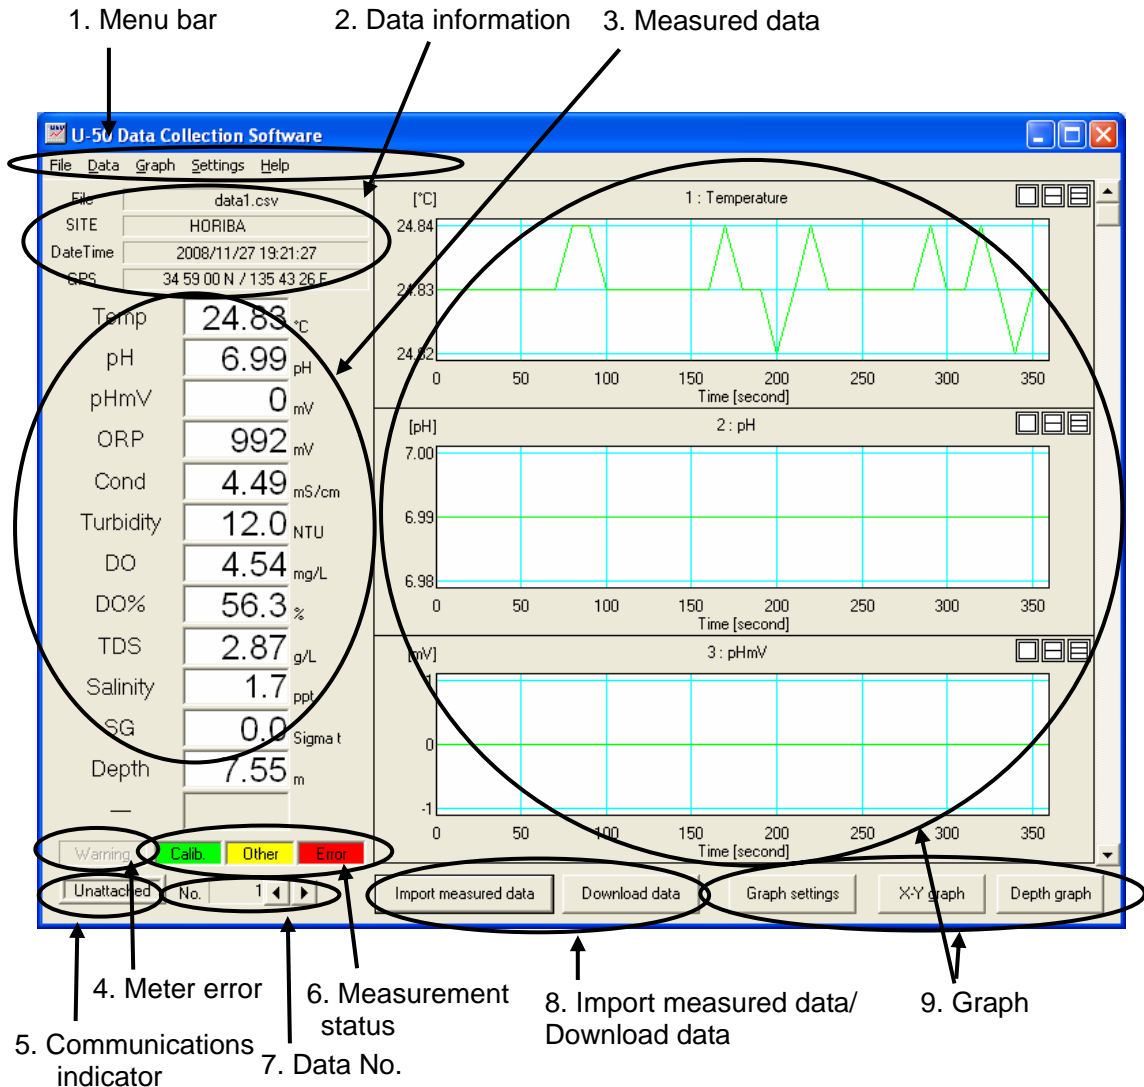 1. Menu bar
2. Data information
3. Measured data
U-50 Data Collection Software
File Data Graph Settings Help
File data1.csv
SITE HORIBA
DateTime 2008/11/27 19:21:27
GPS 34 59 00 N / 135 43 26 E
Temp 24.83 °C
pH 6.99 pH
pHmV 0 mV
ORP 992 mV
Cond 4.49 mS/cm
Turbidity 12.0 NTU
DO 4.54 mg/L
DO% 56.3 %
TDS 2.87 g/L
Salinity 1.7 ppt
SG 0.0 Sigma t
Depth 7.55 m
—
Warning Calib. Other Error
Unattached No. 1
[°C] 1 : Temperature
24.84
24.83
24.82
0 50 100 150 200 250 300 350
Time [second]
[pH] 2 : pH
7.00
6.99
6.98
0 50 100 150 200 250 300 350
Time [second]
[mV] 3 : pHmV
1
0
-1
0 50 100 150 200 250 300 350
Time [second]
Import measured data Download data Graph settings X-Y graph Depth graph
4. Meter error
5. Communications
indicator
6. Measurement
status
7. Data No.
8. Import measured data/
Download data
9. Graph